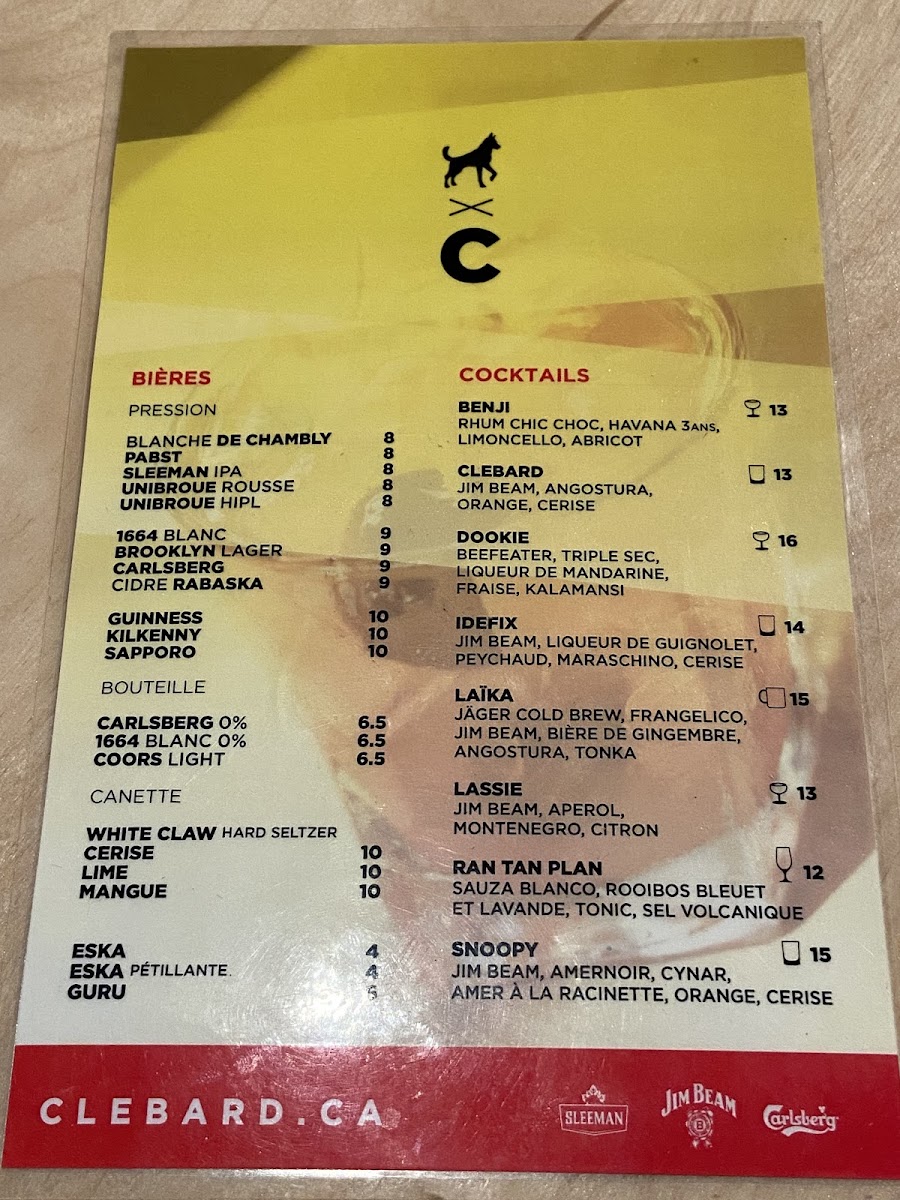 C
BIÈRES
PRESSION
BLANCHE DE CHAMBLY 8
PABST 8
SLEEMAN IPA 8
UNIBROUE ROUSSE 8
UNIBROUE HIPL 8
1664 BLANC 9
BROOKLYN LAGER 9
CARLSBERG 9
CIDRE RABASKA 9
GUINNESS 10
KILKENNY 10
SAPPORO 10
BOUTEILLE
CARLSBERG 0% 6.5
1664 BLANC 0% 6.5
COORS LIGHT 6.5
CANETTE
WHITE CLAW HARD SELTZER
CERISE 10
LIME 10
MANGUE 10
ESKA 4
ESKA PÉTILLANTE 4
GURU 6
COCKTAILS
BENJI 13
RHUM CHIC CHOC, HAVANA 3ANS,
LIMONCELLO, ABRICOT
CLEBARD 13
JIM BEAM, ANGOSTURA,
ORANGE, CERISE
DOOKIE 16
BEEFEATER, TRIPLE SEC,
LIQUEUR DE MANDARINE,
FRAISE, KALAMANSI
IDEFIX 14
JIM BEAM, LIQUEUR DE GUIGNOLET,
PEYCHAUD, MARASCHINO, CERISE
LAÏKA 15
JÄGER COLD BREW, FRANGELICO,
JIM BEAM, BIÈRE DE GINGEMBRE,
ANGOSTURA, TONKA
LASSIE 13
JIM BEAM, APEROL,
MONTENEGRO, CITRON
RAN TAN PLAN 12
SAUZA BLANCO, ROOIBOS BLEUET
ET LAVANDE, TONIC, SEL VOLCANIQUE
SNOOPY 15
JIM BEAM, AMERNOIR, CYNAR,
AMER À LA RACINETTE, ORANGE, CERISE
CLEBARD.CA
SLEEMAN
JIM BEAM
B
Carlsberg